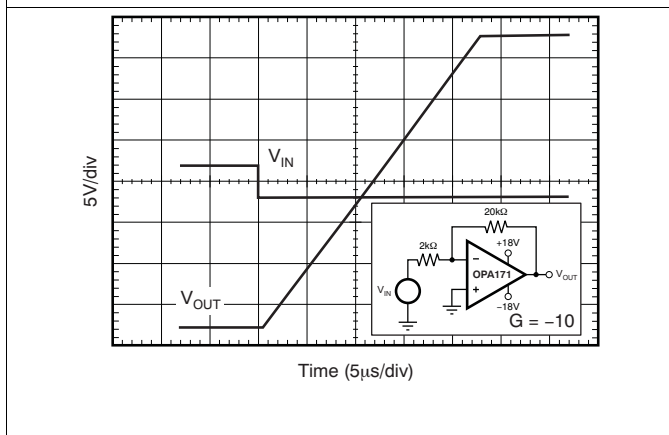 5V/div
V_IN
V_OUT
20kΩ
2kΩ
+18V
−
OPA171
+
V_IN
V_OUT
−18V
G = −10
Time (5μs/div)